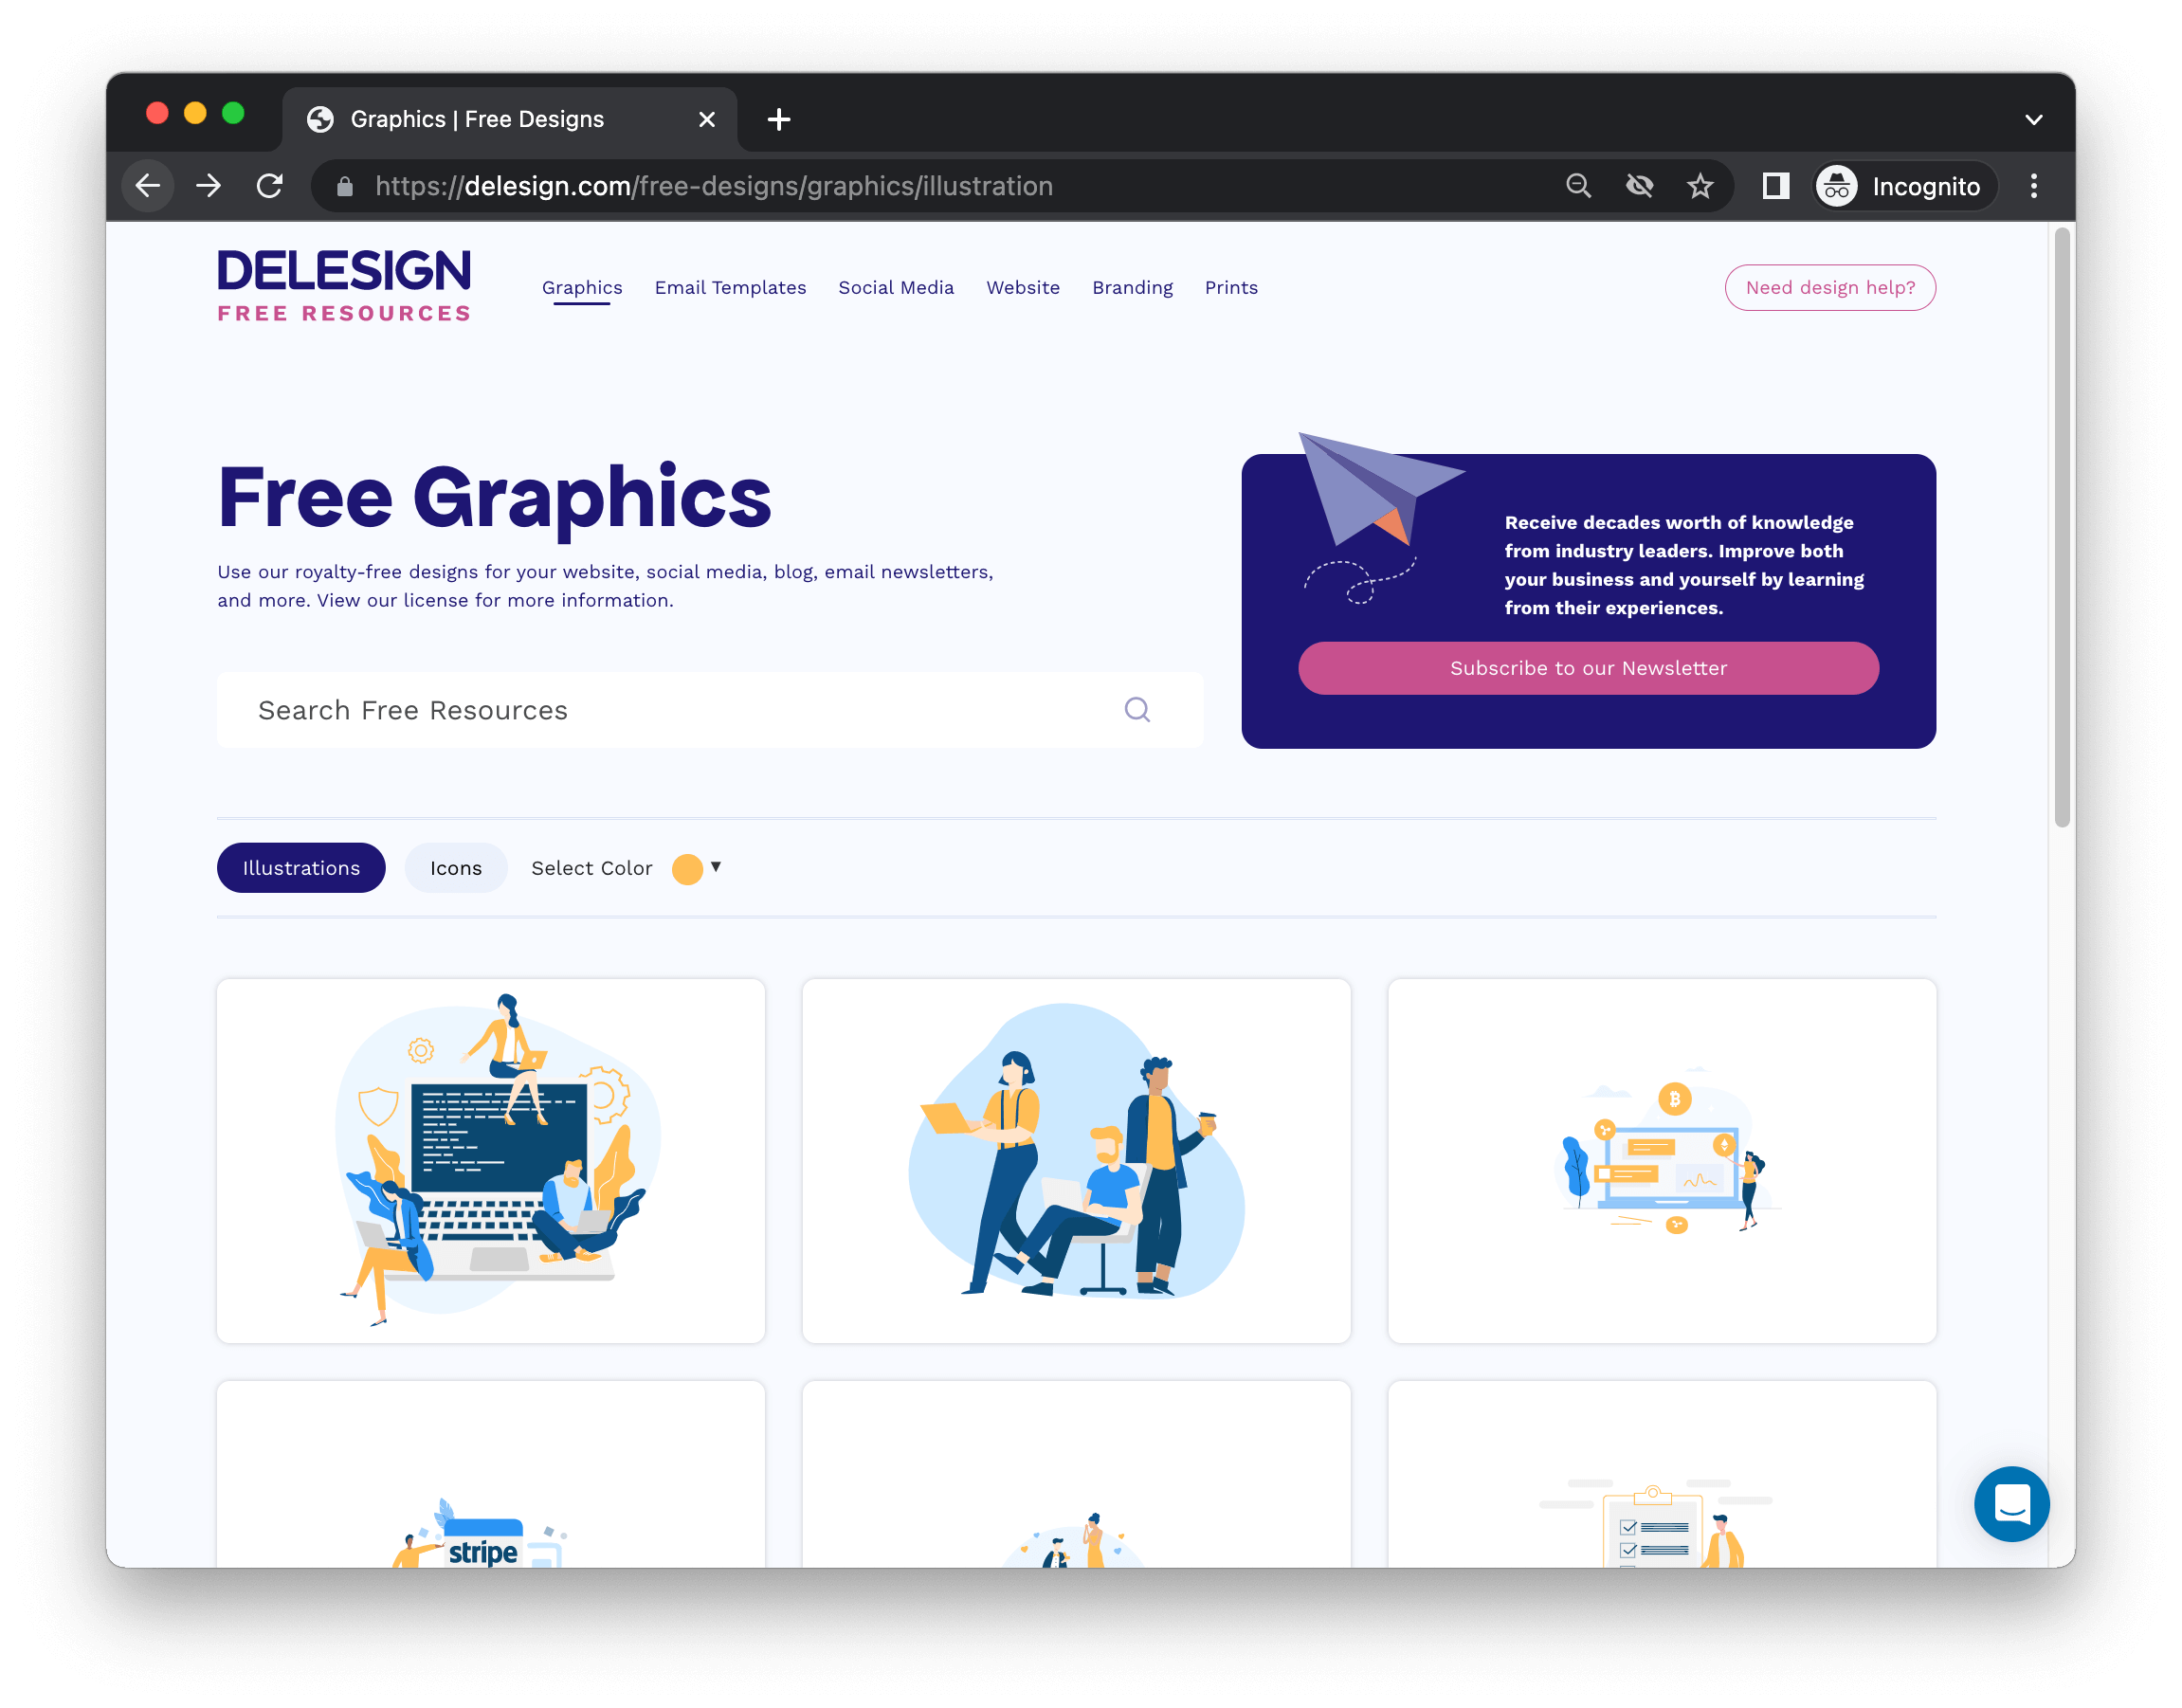 Graphics | Free Designs
https://delesign.com/free-designs/graphics/illustration
Incognito
DELESIGN
FREE RESOURCES
Graphics
Email Templates
Social Media
Website
Branding
Prints
Need design help?
Free Graphics
Use our royalty-free designs for your website, social media, blog, email newsletters,
and more. View our license for more information.
Search Free Resources
Receive decades worth of knowledge
from industry leaders. Improve both
your business and yourself by learning
from their experiences.
Subscribe to our Newsletter
Illustrations
Icons
Select Color
stripe